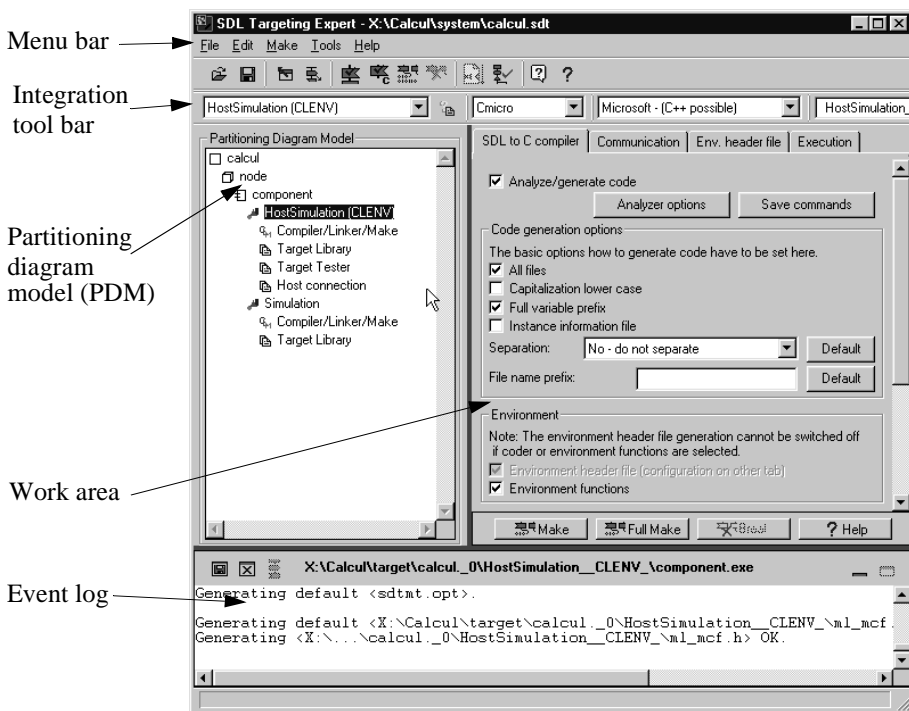 SDL Targeting Expert - X:\Calcul\system\calcul.sdt
Menu bar
File Edit Make Tools Help
Integration
tool bar
HostSimulation (CLENV)
Cmicro
Microsoft - (C++ possible)
HostSimulation_
Partitioning Diagram Model
calcul
node
component
HostSimulation (CLENV)
Compiler/Linker/Make
Target Library
Target Tester
Host connection
Simulation
Compiler/Linker/Make
Target Library
Partitioning
diagram
model (PDM)
SDL to C compiler
Communication
Env. header file
Execution
Analyze/generate code
Analyzer options
Save commands
Code generation options
The basic options how to generate code have to be set here.
All files
Capitalization lower case
Full variable prefix
Instance information file
Separation:
No - do not separate
Default
File name prefix:
Default
Environment
Note: The environment header file generation cannot be switched off
if coder or environment functions are selected.
Environment header file (configuration on other tab)
Environment functions
Work area
Make
Full Make
Break
? Help
X:\Calcul\target\calcul._0\HostSimulation__CLENV_\component.exe
Event log
Generating default <sdtmt.opt>.
Generating default <X:\Calcul\target\calcul._0\HostSimulation__CLENV_\ml_mcf.
Generating <X:\...\calcul._0\HostSimulation__CLENV_\ml_mcf.h> OK.